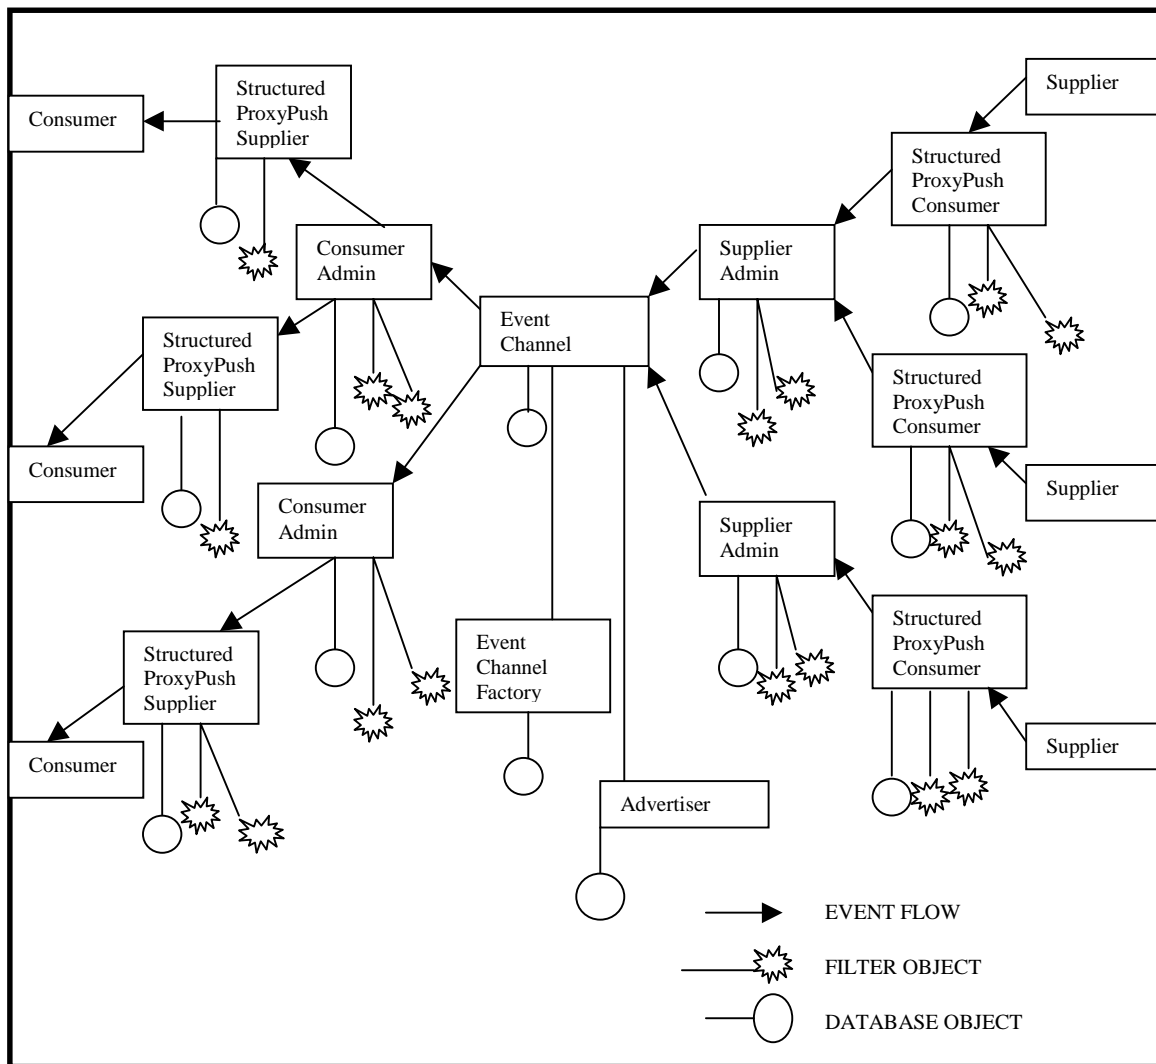 Structured
ProxyPush
Supplier
Supplier
Consumer
Structured
ProxyPush
Consumer
Consumer
Admin
Supplier
Admin
Event
Channel
Structured
ProxyPush
Supplier
Structured
ProxyPush
Consumer
Consumer
Supplier
Consumer
Admin
Supplier
Admin
Structured
ProxyPush
Consumer
Event
Channel
Factory
Structured
ProxyPush
Supplier
Consumer
Supplier
Advertiser
EVENT FLOW
FILTER OBJECT
DATABASE OBJECT